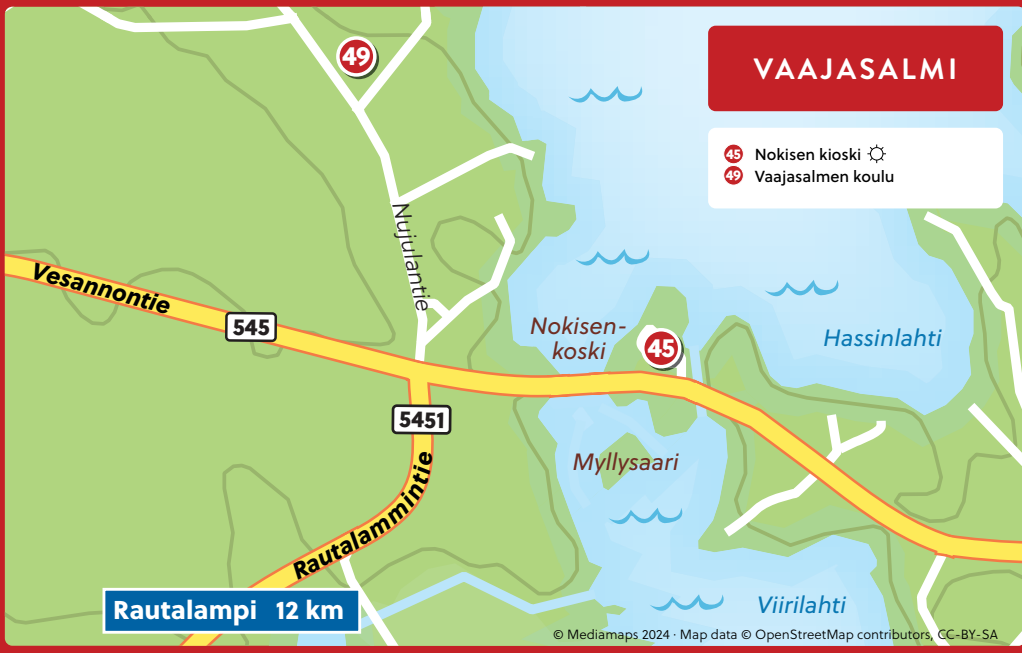 VAAJASALMI
45 Nokisen kioski
49 Vaajasalmen koulu
49
Nujulantie
Vesannontie
545
Nokisen-
koski
45
Hassinlahti
5451
Myllysaari
Rautalammintie
Rautalampi 12 km
Viirilahti
© Mediamaps 2024 · Map data © OpenStreetMap contributors, CC-BY-SA